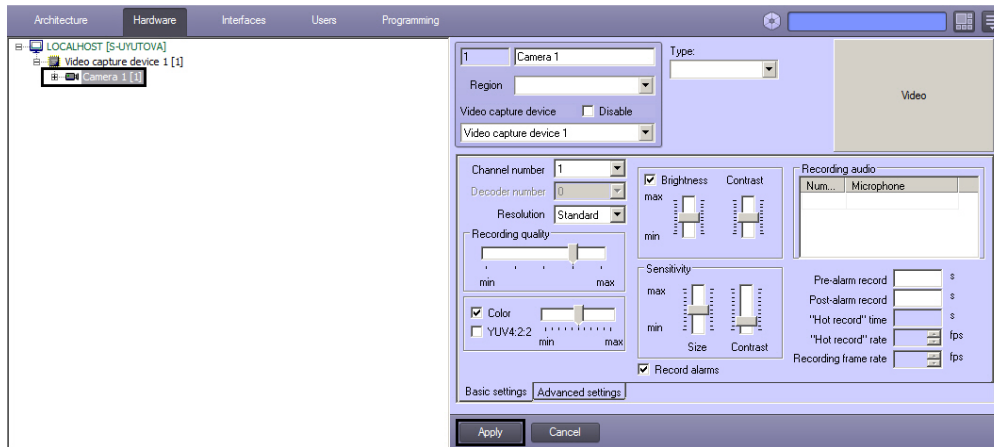 Architecture Hardware Interfaces Users Programming
LOCALHOST [S-UYUTOVA]
Video capture device 1 [1]
Camera 1 [1]
1 Camera 1
Type:
Region
Video capture device Disable
Video capture device 1
Video
Channel number 1
Decoder number 0
Resolution Standard
Recording quality
min max
Color
YUV4:2:2
min max
Brightness Contrast
max
min
Sensitivity
max
min
Size Contrast
Record alarms
Recording audio
Num... Microphone
Pre-alarm record s
Post-alarm record s
"Hot record" time s
"Hot record" rate fps
Recording frame rate fps
Basic settings Advanced settings
Apply Cancel